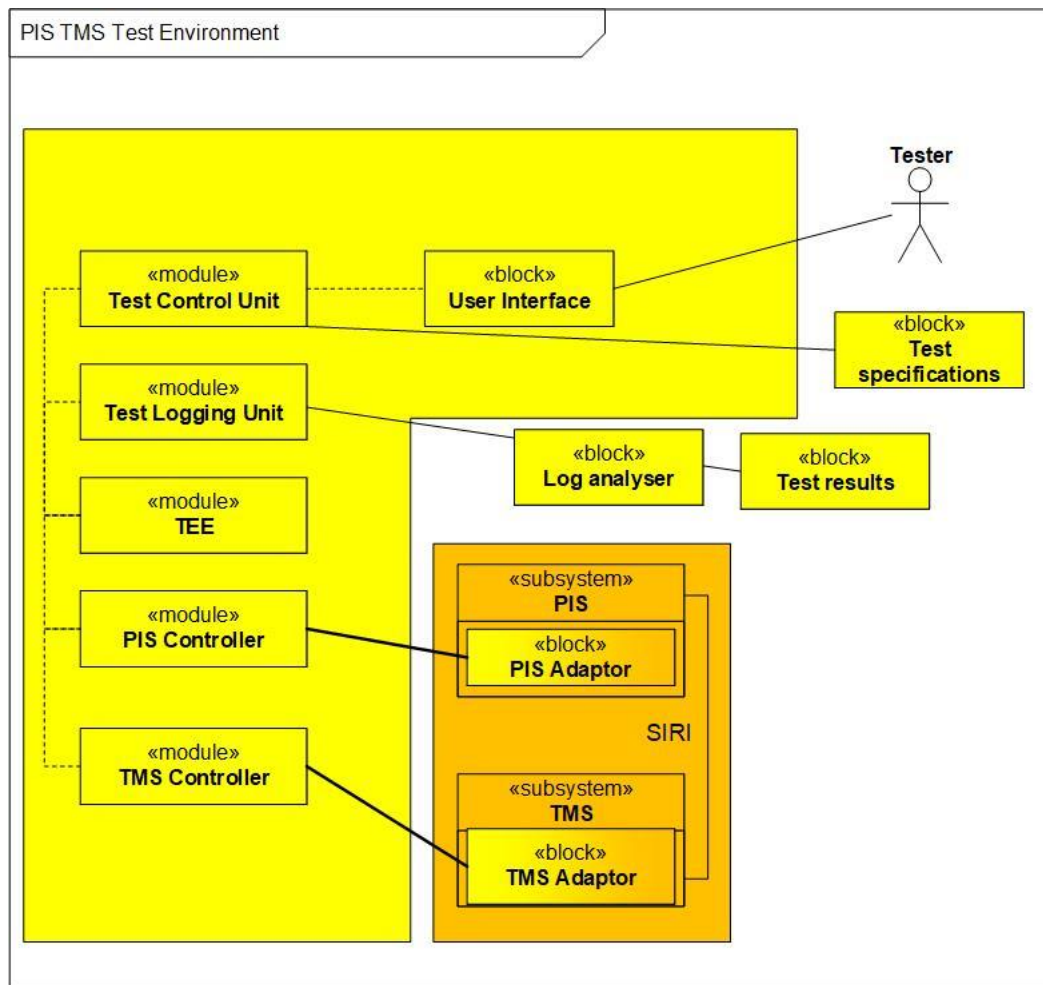 PIS TMS Test Environment
Tester
«module»
Test Control Unit
«block»
User Interface
«block»
Test
specifications
«module»
Test Logging Unit
«block»
Log analyser
«block»
Test results
«module»
TEE
«subsystem»
PIS
«module»
PIS Controller
«block»
PIS Adaptor
SIRI
«module»
TMS Controller
«subsystem»
TMS
«block»
TMS Adaptor